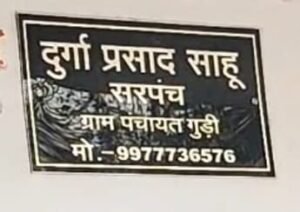 दुर्गा प्रसाद साहू
सरपंच
ग्राम पंचायत गुड़ी
मो.-9977736576